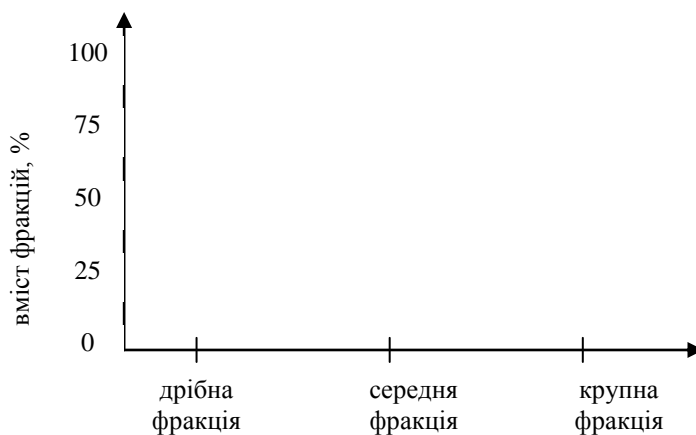 100
75
50
25
0
вміст фракцій, %
дрібна фракція
середня фракція
крупна фракція